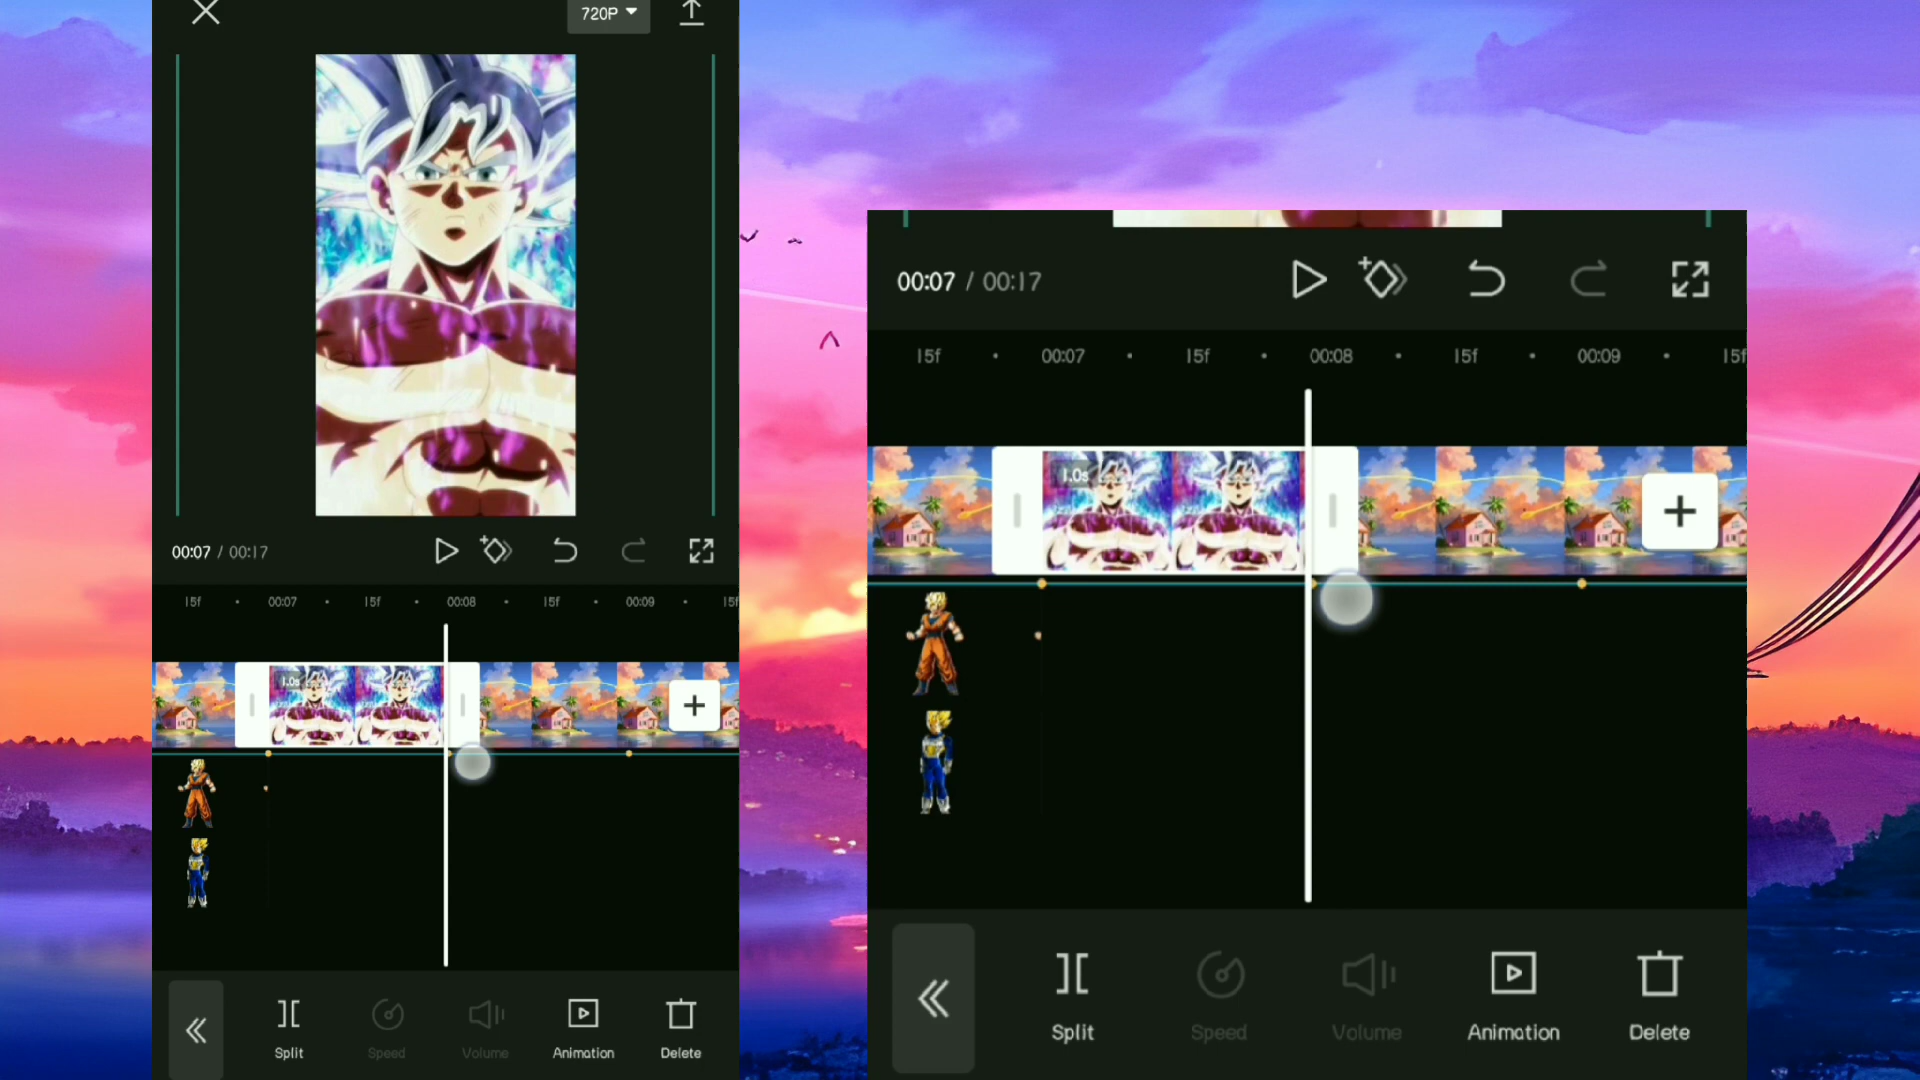 720P
00:07 / 00:17
15f 00:07 15f 00:08 15f 00:09 15f
1.0s
Split Speed Volume Animation Delete
00:07 / 00:17
15f 00:07 15f 00:08 15f 00:09 15f
1.0s
Split Speed Volume Animation Delete